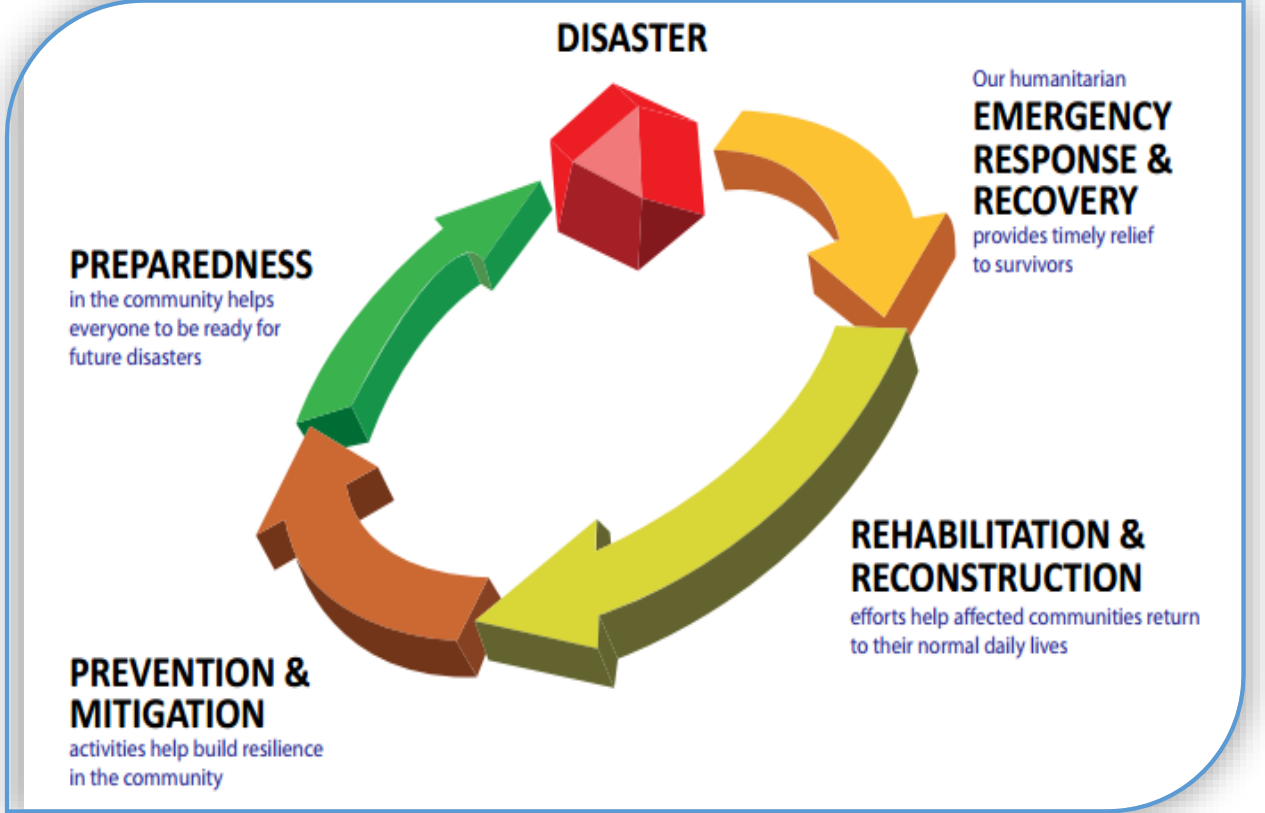 DISASTER
Our humanitarian
EMERGENCY
RESPONSE &
RECOVERY
provides timely relief
to survivors
REHABILITATION &
RECONSTRUCTION
efforts help affected communities return
to their normal daily lives
PREVENTION &
MITIGATION
activities help build resilience
in the community
PREPAREDNESS
in the community helps
everyone to be ready for
future disasters